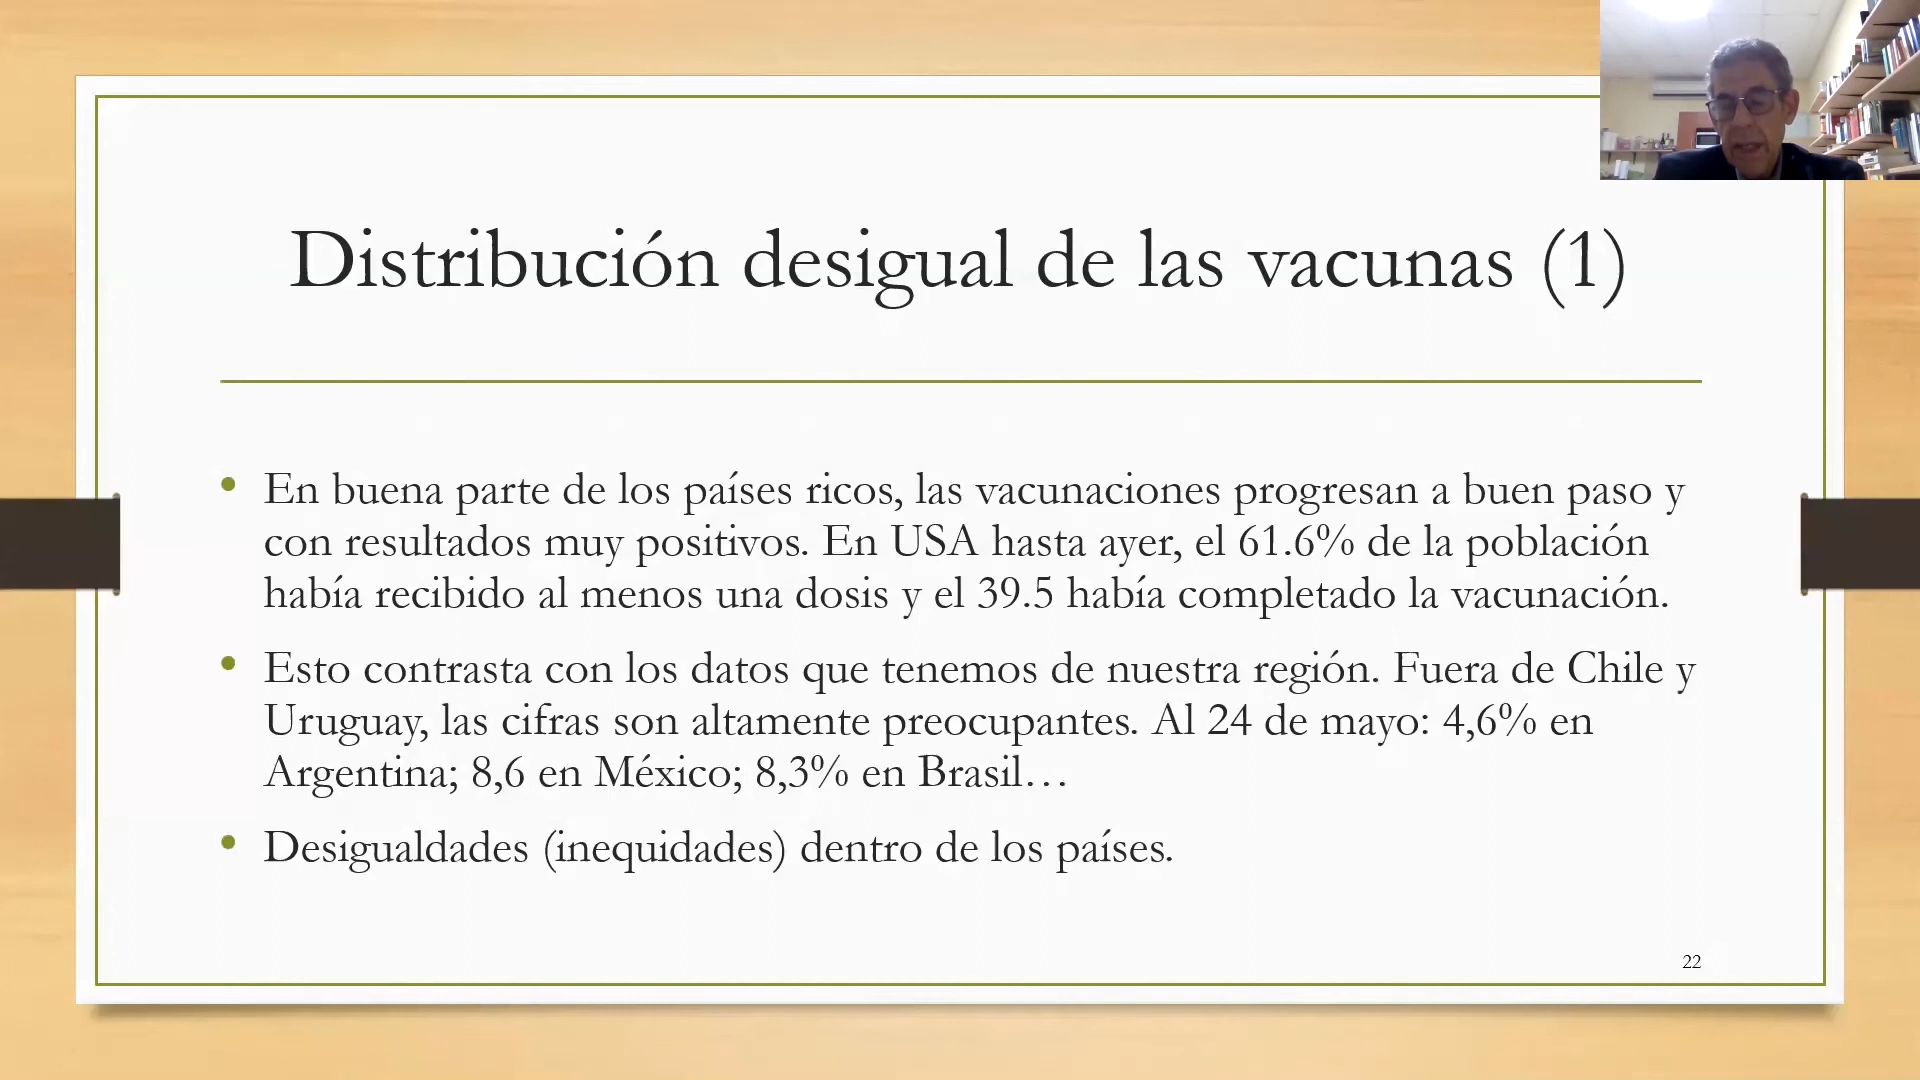 Distribución desigual de las vacunas (1)
• En buena parte de los países ricos, las vacunaciones progresan a buen paso y
con resultados muy positivos. En USA hasta ayer, el 61.6% de la población
había recibido al menos una dosis y el 39.5 había completado la vacunación.
• Esto contrasta con los datos que tenemos de nuestra región. Fuera de Chile y
Uruguay, las cifras son altamente preocupantes. Al 24 de mayo: 4,6% en
Argentina; 8,6 en México; 8,3% en Brasil…
• Desigualdades (inequidades) dentro de los países.
22